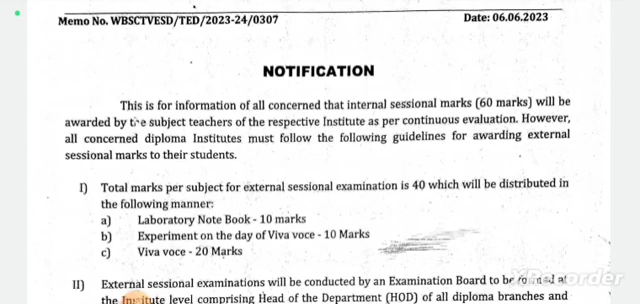 Memo No. WBSCTVESD/TED/2023-24/0307
Date: 06.06.2023
NOTIFICATION
This is for information of all concerned that internal sessional marks (60 marks) will be
awarded by the subject teachers of the respective Institute as per continuous evaluation. However,
all concerned diploma Institutes must follow the following guidelines for awarding external
sessional marks to their students.
I) Total marks per subject for external sessional examination is 40 which will be distributed in
the following manner:
a) Laboratory Note Book - 10 marks
b) Experiment on the day of Viva voce - 10 Marks
c) Viva voce - 20 Marks
II) External sessional examinations will be conducted by an Examination Board to be formed at
the Institute level comprising Head of the Department (HOD) of all diploma branches and
XRecorder